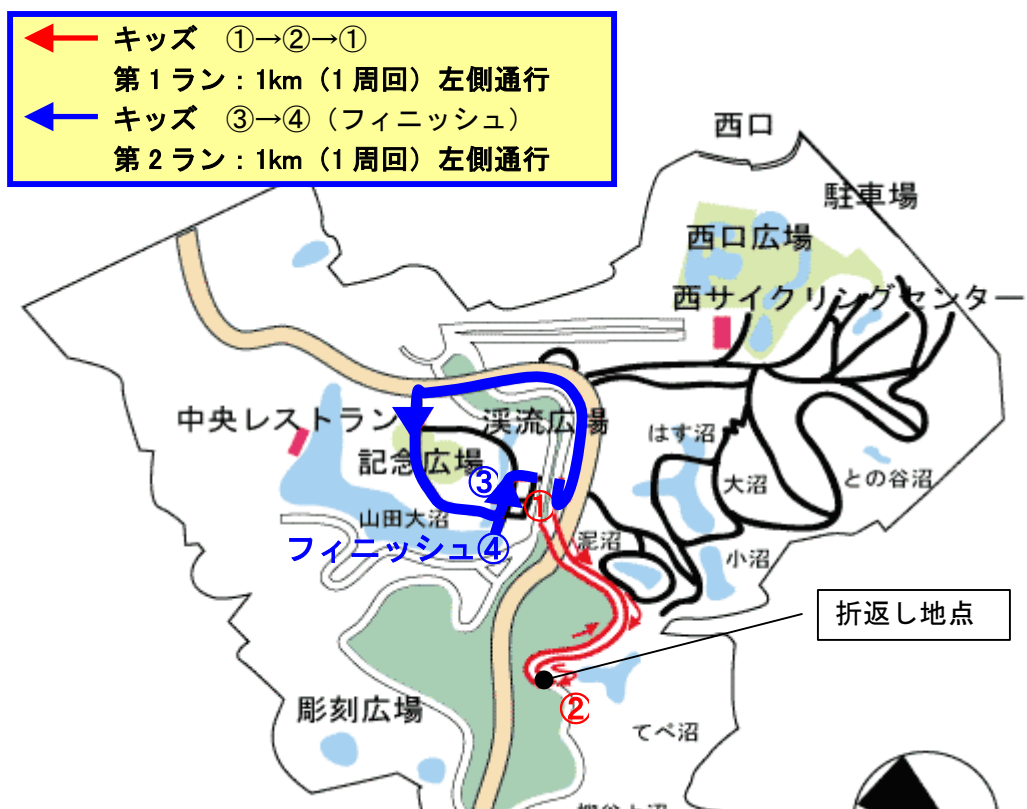 キッズ ①→②→①
第1ラン：1km（1周回）左側通行
キッズ ③→④（フィニッシュ）
第2ラン：1km（1周回）左側通行
西口
駐車場
西口広場
西サイクリングセンター
中央レストラン
渓流広場
はす沼
記念広場
③
大沼
との谷沼
①
山田大沼
泥沼
フィニッシュ④
小沼
折返し地点
②
彫刻広場
てペ沼